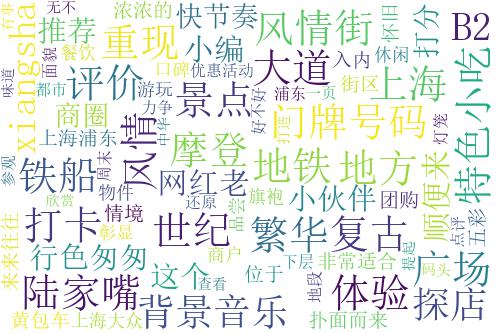 xiangsha
有事
味道
无不
面貌
推荐
餐饮
都市
浓浓的
重现
口碑
快节奏
小编
优惠活动
风情街
大道
入内
怀旧
休闲
打分
B2
特色小吃
评价
商圈
上海浦东
游玩
力争
中华
景点
浦东
一页
街区
上海
灯笼
参观
周末
风情
摩登
好不好
打造
门牌号码
铁船
欣赏
物件
网红老
地铁
地方
顺便来
五彩
点评
来来往往
打卡
情境
彰显
还原
旗袍
品尝
小伙伴
团购
行色匆匆
这个
世纪
商户
繁华
复古
提起
广场
陆家嘴
位于
下层
非常适合
码头
黄包车
上海大众
背景音乐
查看
扑面而来
地段
体验
探店